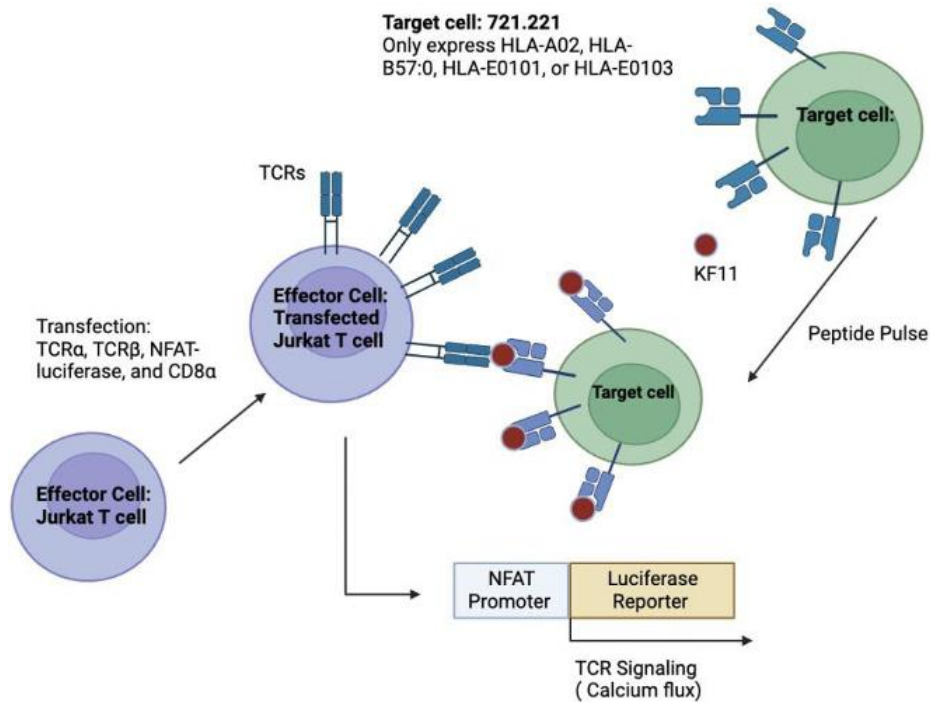 Target cell: 721.221
Only express HLA-A02, HLA-
B57:0, HLA-E0101, or HLA-E0103
Target cell:
TCRs
KF11
Effector Cell:
Transfected
Jurkat T cell
Transfection:
TCRα, TCRβ, NFAT-
luciferase, and CD8α
Peptide Pulse
Target cell
Effector Cell:
Jurkat T cell
NFAT
Promoter
Luciferase
Reporter
TCR Signaling
( Calcium flux)